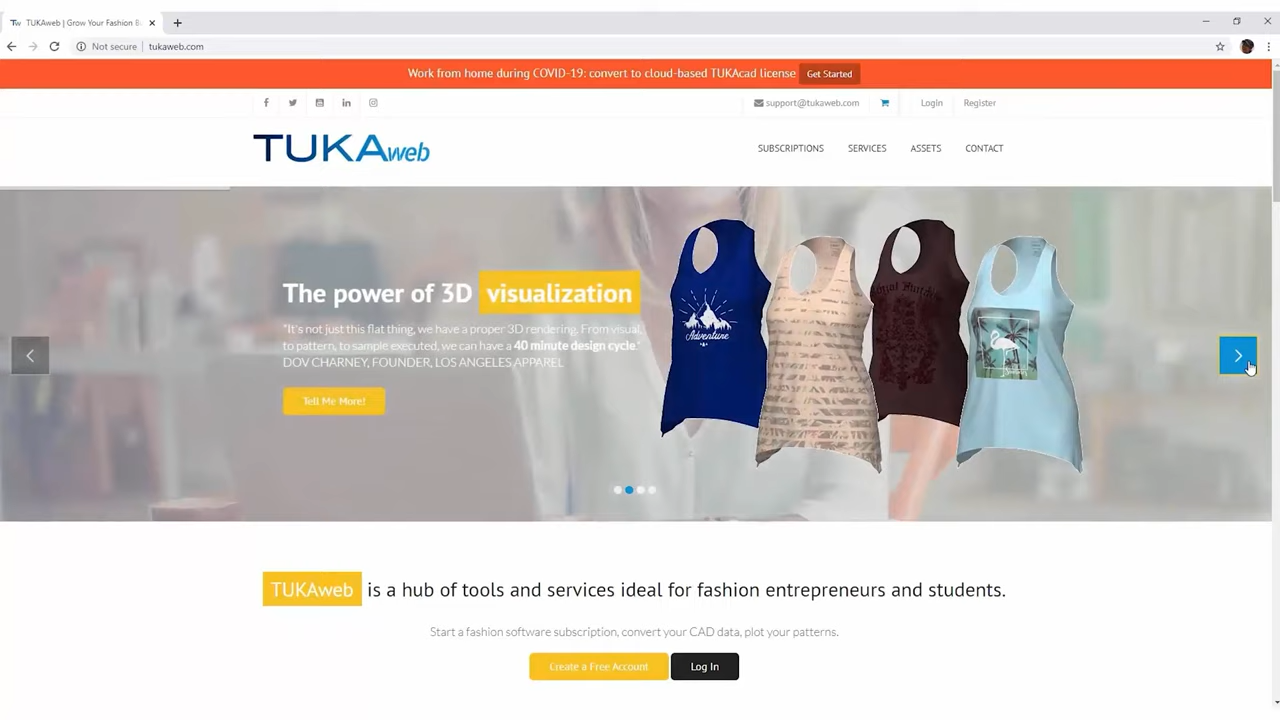 TUKAweb | Grow Your Fashion B
Not secure | tukaweb.com
Work from home during COVID-19: convert to cloud-based TUKAcad license Get Started
support@tukaweb.com Login Register
TUKAweb
SUBSCRIPTIONS SERVICES ASSETS CONTACT
The power of 3D visualization
"It's not just this flat thing, we have a proper 3D rendering. From visual,
to pattern, to sample executed, we can have a 40 minute design cycle."
DOV CHARNEY, FOUNDER, LOS ANGELES APPAREL
Tell Me More!
Adventure
TUKAweb is a hub of tools and services ideal for fashion entrepreneurs and students.
Start a fashion software subscription, convert your CAD data, plot your patterns.
Create a Free Account Log In